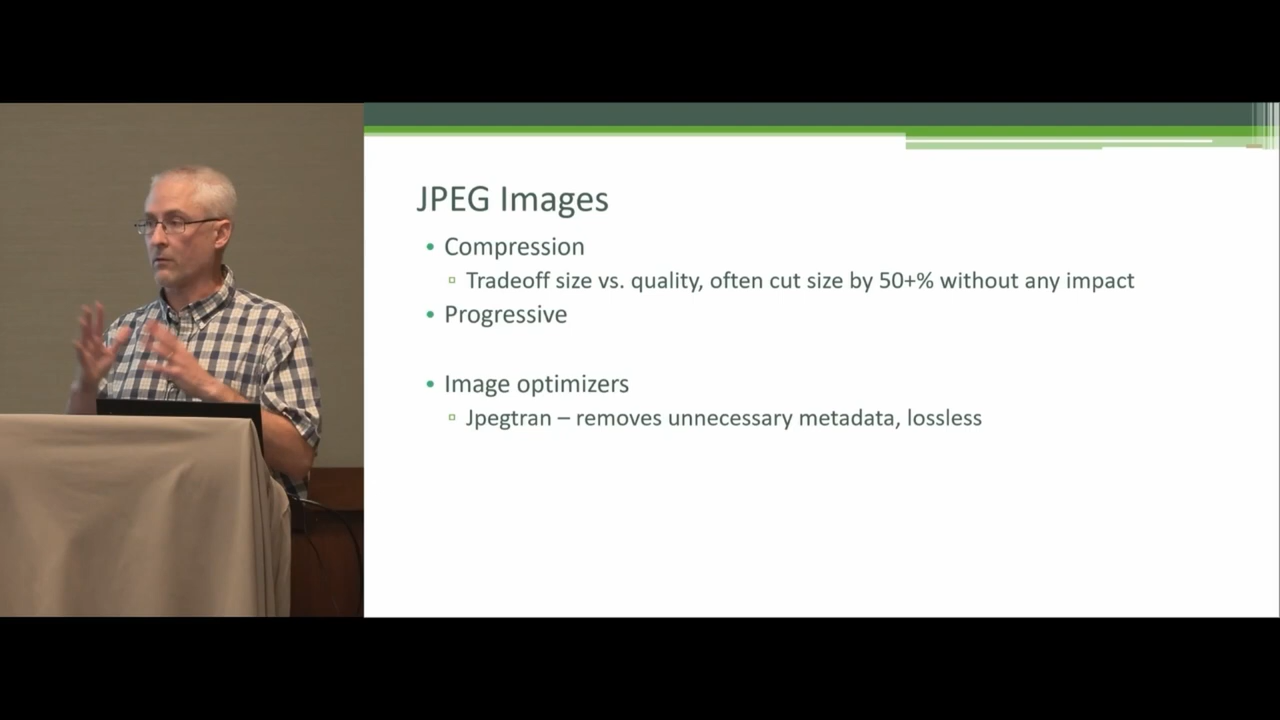 JPEG Images
• Compression
▫ Tradeoff size vs. quality, often cut size by 50+% without any impact
• Progressive
• Image optimizers
▫ Jpegtran – removes unnecessary metadata, lossless